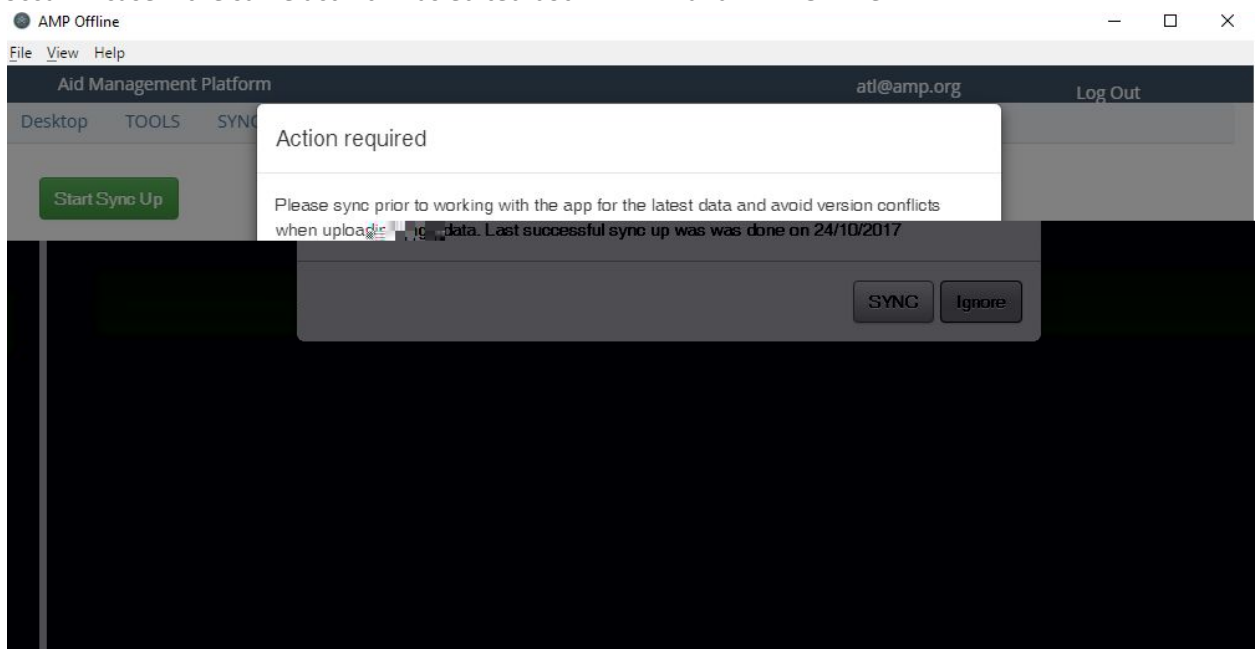 AMP Offline
File View Help
Aid Management Platform atl@amp.org Log Out
Desktop TOOLS SYNC
Action required
Start Sync Up
Please sync prior to working with the app for the latest data and avoid version conflicts
when data. Last successful sync up was was done on 24/10/2017
SYNC Ignore